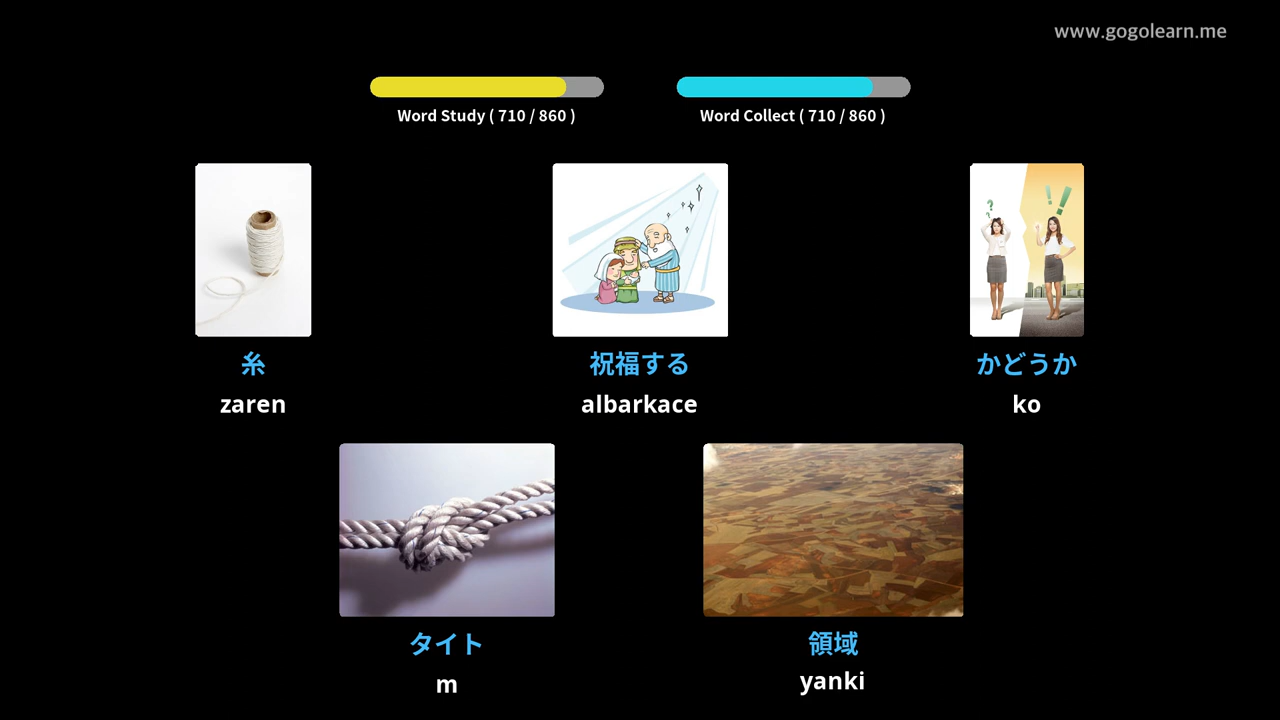 www.gogolearn.me
Word Study ( 710 / 860 )
Word Collect ( 710 / 860 )
糸
zaren
祝福する
albarkace
かどうか
ko
タイト
m
領域
yanki